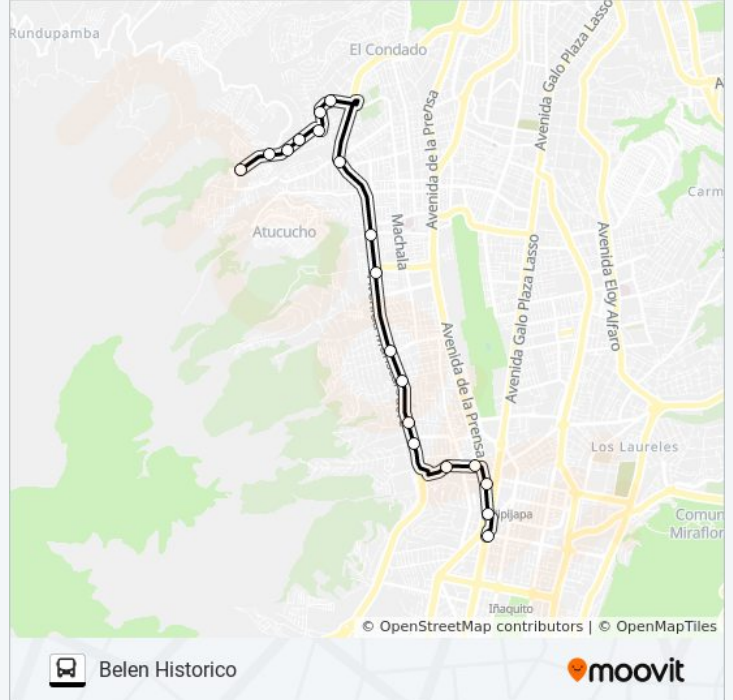 Rundupamba
El Condado
Avenida Galo Plaza Lasso
Avenida de la Prensa
Carm
Machala
Atucucho
Avenida Eloy Alfaro
Avenida Galo Plaza Lasso
Avenida de la Prensa
Los Laureles
ipijapa
Comun
Miraflor
Iñaquito
© OpenStreetMap contributors | © OpenMapTiles
Belen Historico
moovit